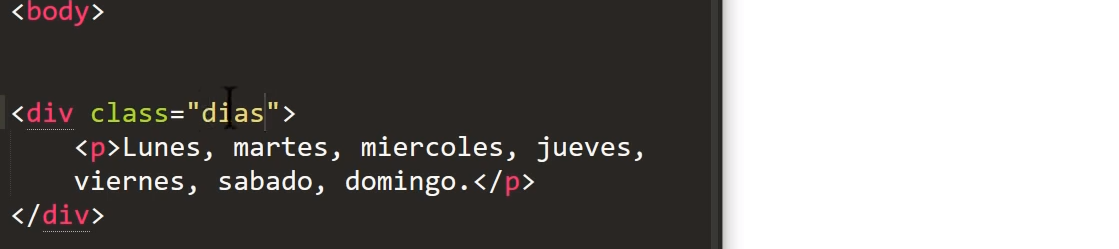 <body>
<div class="dias">
<p>Lunes, martes, miercoles, jueves,
viernes, sabado, domingo.</p>
</div>